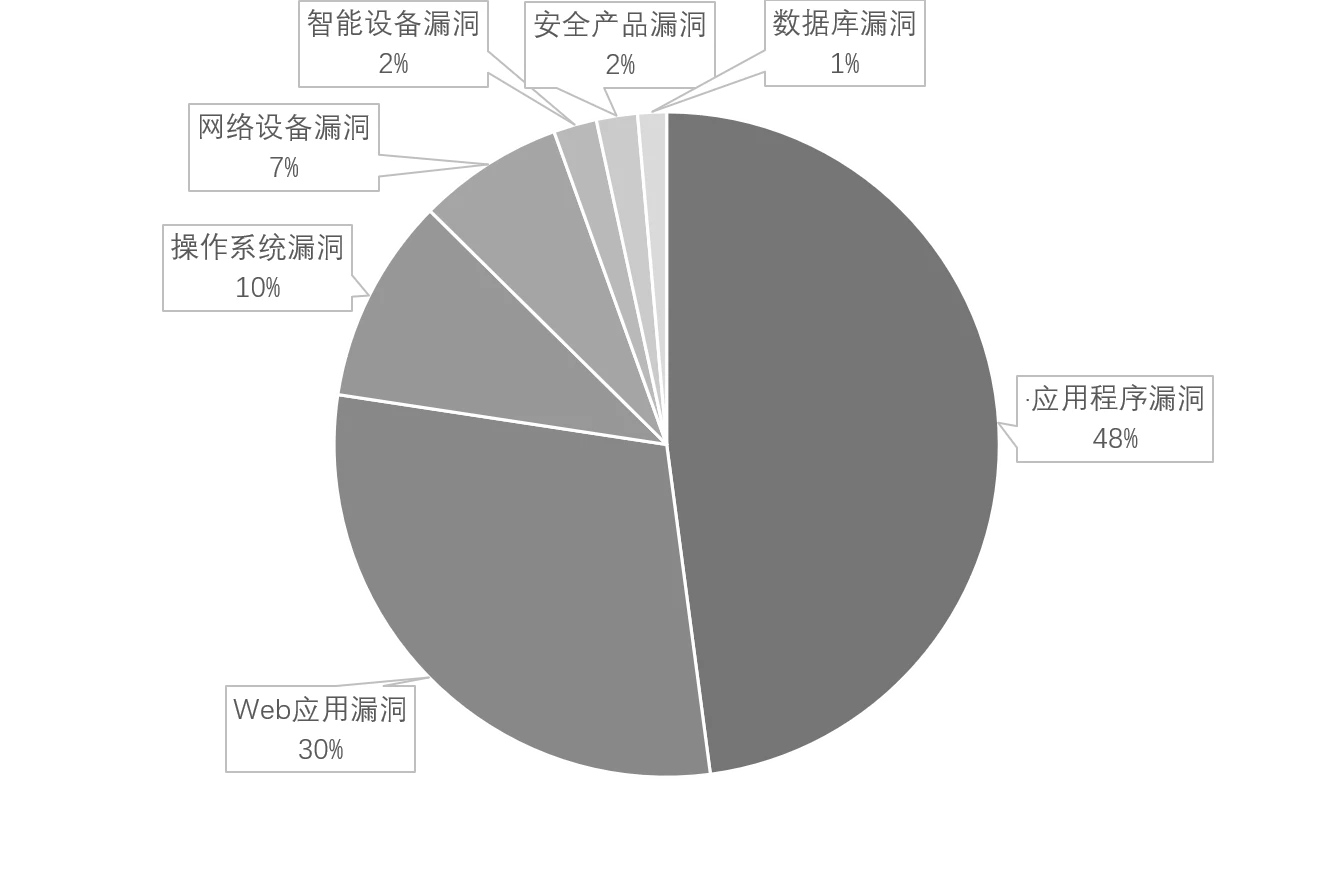 智能设备漏洞
2%
安全产品漏洞
2%
数据库漏洞
1%
网络设备漏洞
7%
操作系统漏洞
10%
·应用程序漏洞
48%
Web应用漏洞
30%